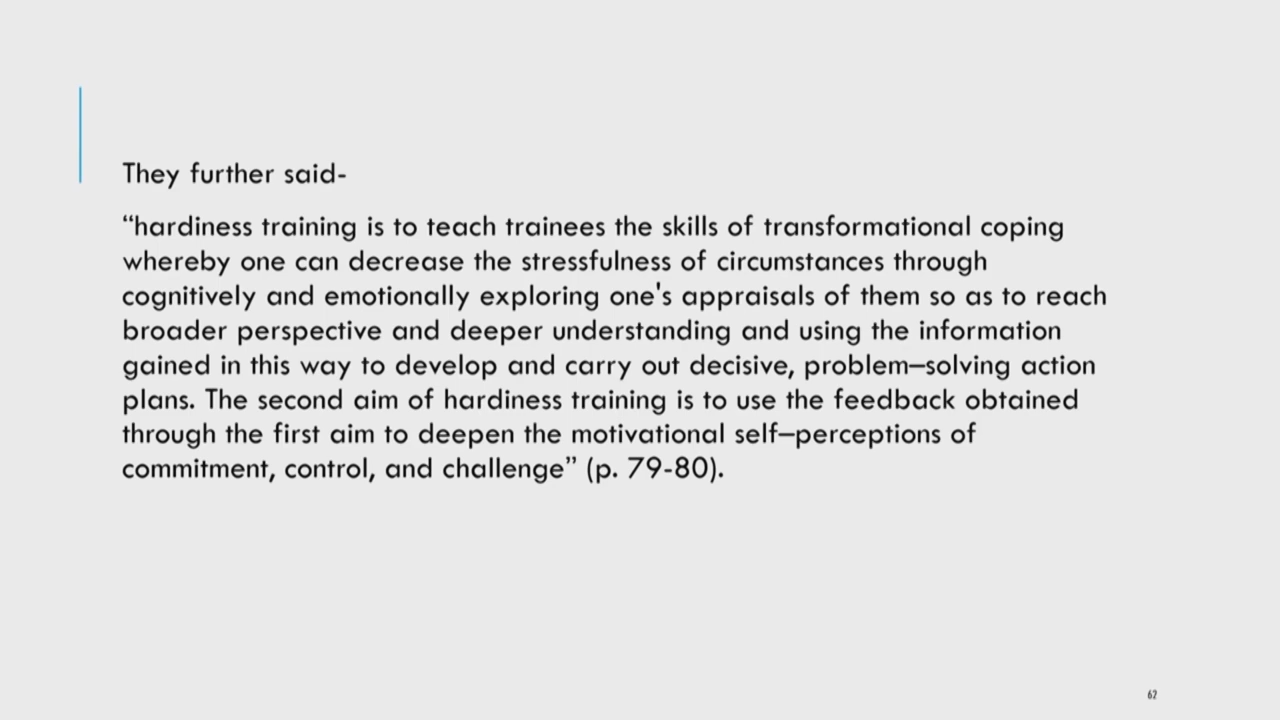 They further said-
“hardiness training is to teach trainees the skills of transformational coping
whereby one can decrease the stressfulness of circumstances through
cognitively and emotionally exploring one's appraisals of them so as to reach
broader perspective and deeper understanding and using the information
gained in this way to develop and carry out decisive, problem–solving action
plans. The second aim of hardiness training is to use the feedback obtained
through the first aim to deepen the motivational self–perceptions of
commitment, control, and challenge” (p. 79-80).
62